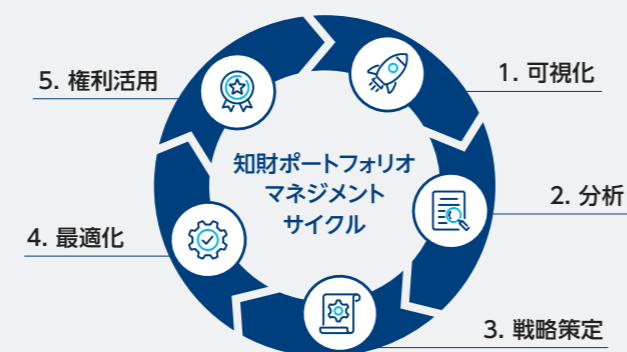 知財ポートフォリオ
マネジメント
サイクル
1. 可視化
2. 分析
3. 戦略策定
4. 最適化
5. 権利活用